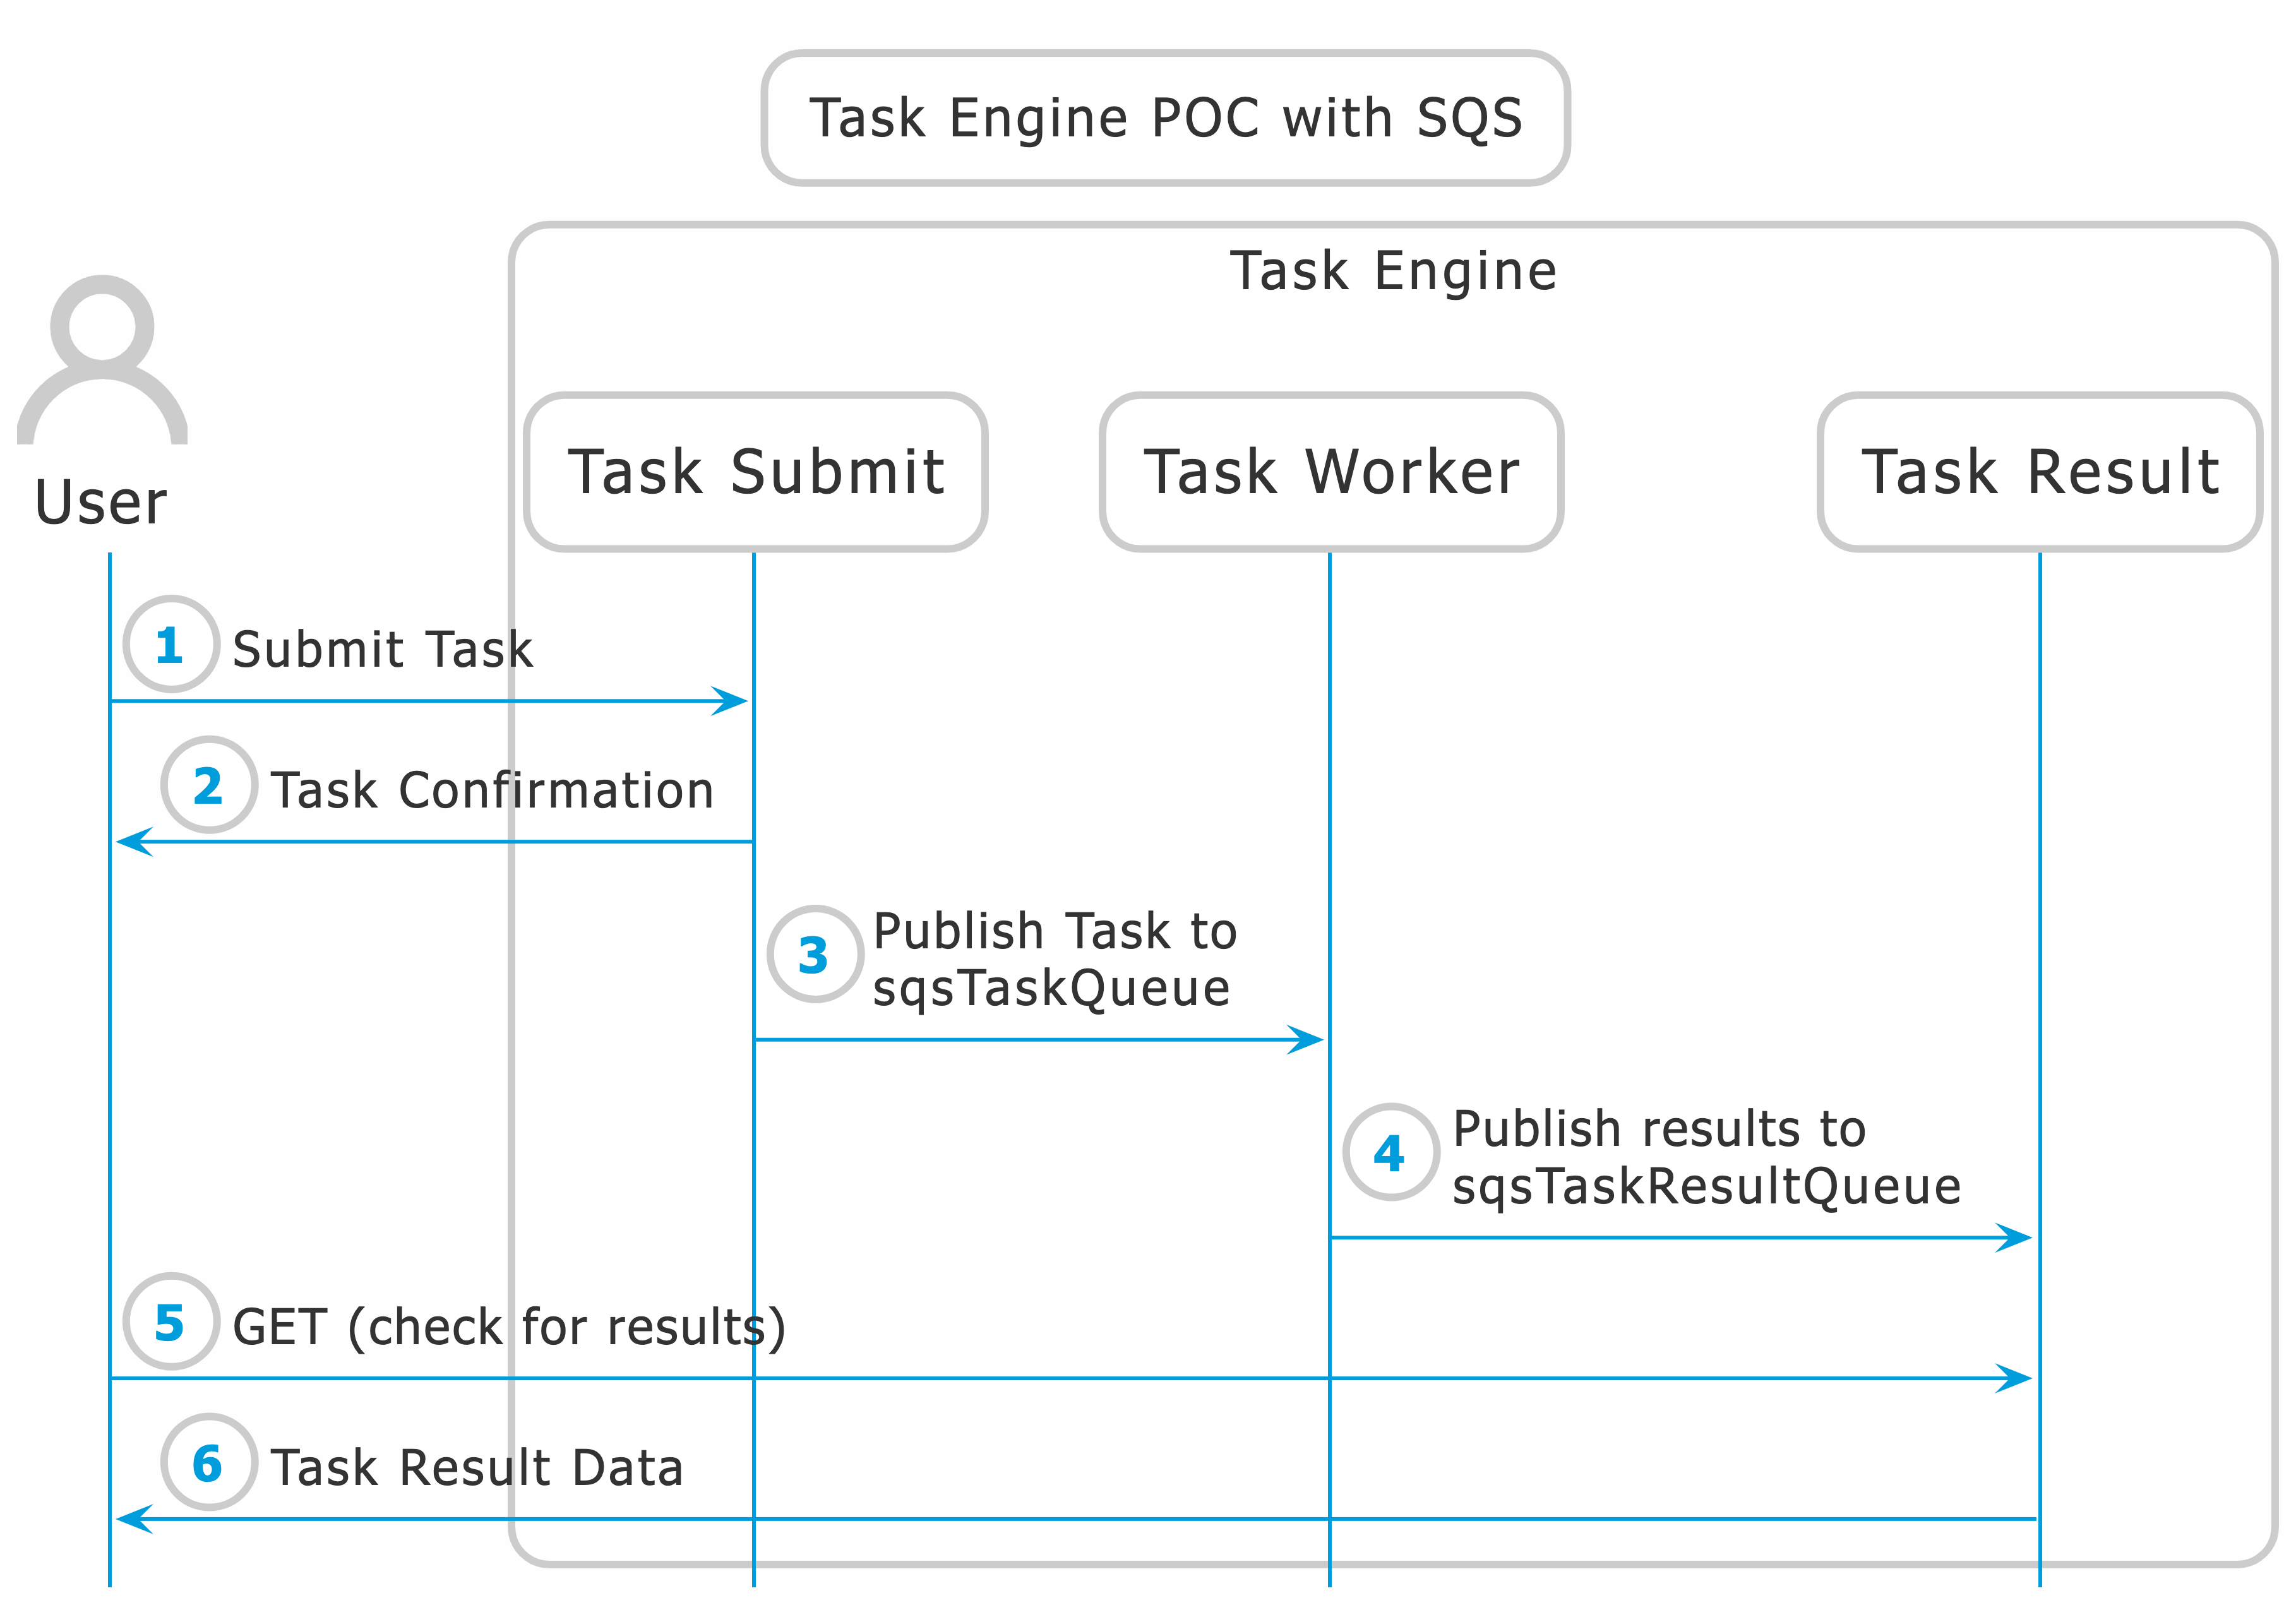 Task Engine POC with SQS
Task Engine
User
Task Submit
Task Worker
Task Result
1 Submit Task
2 Task Confirmation
3 Publish Task to
sqsTaskQueue
4 Publish results to
sqsTaskResultQueue
5 GET (check for results)
6 Task Result Data